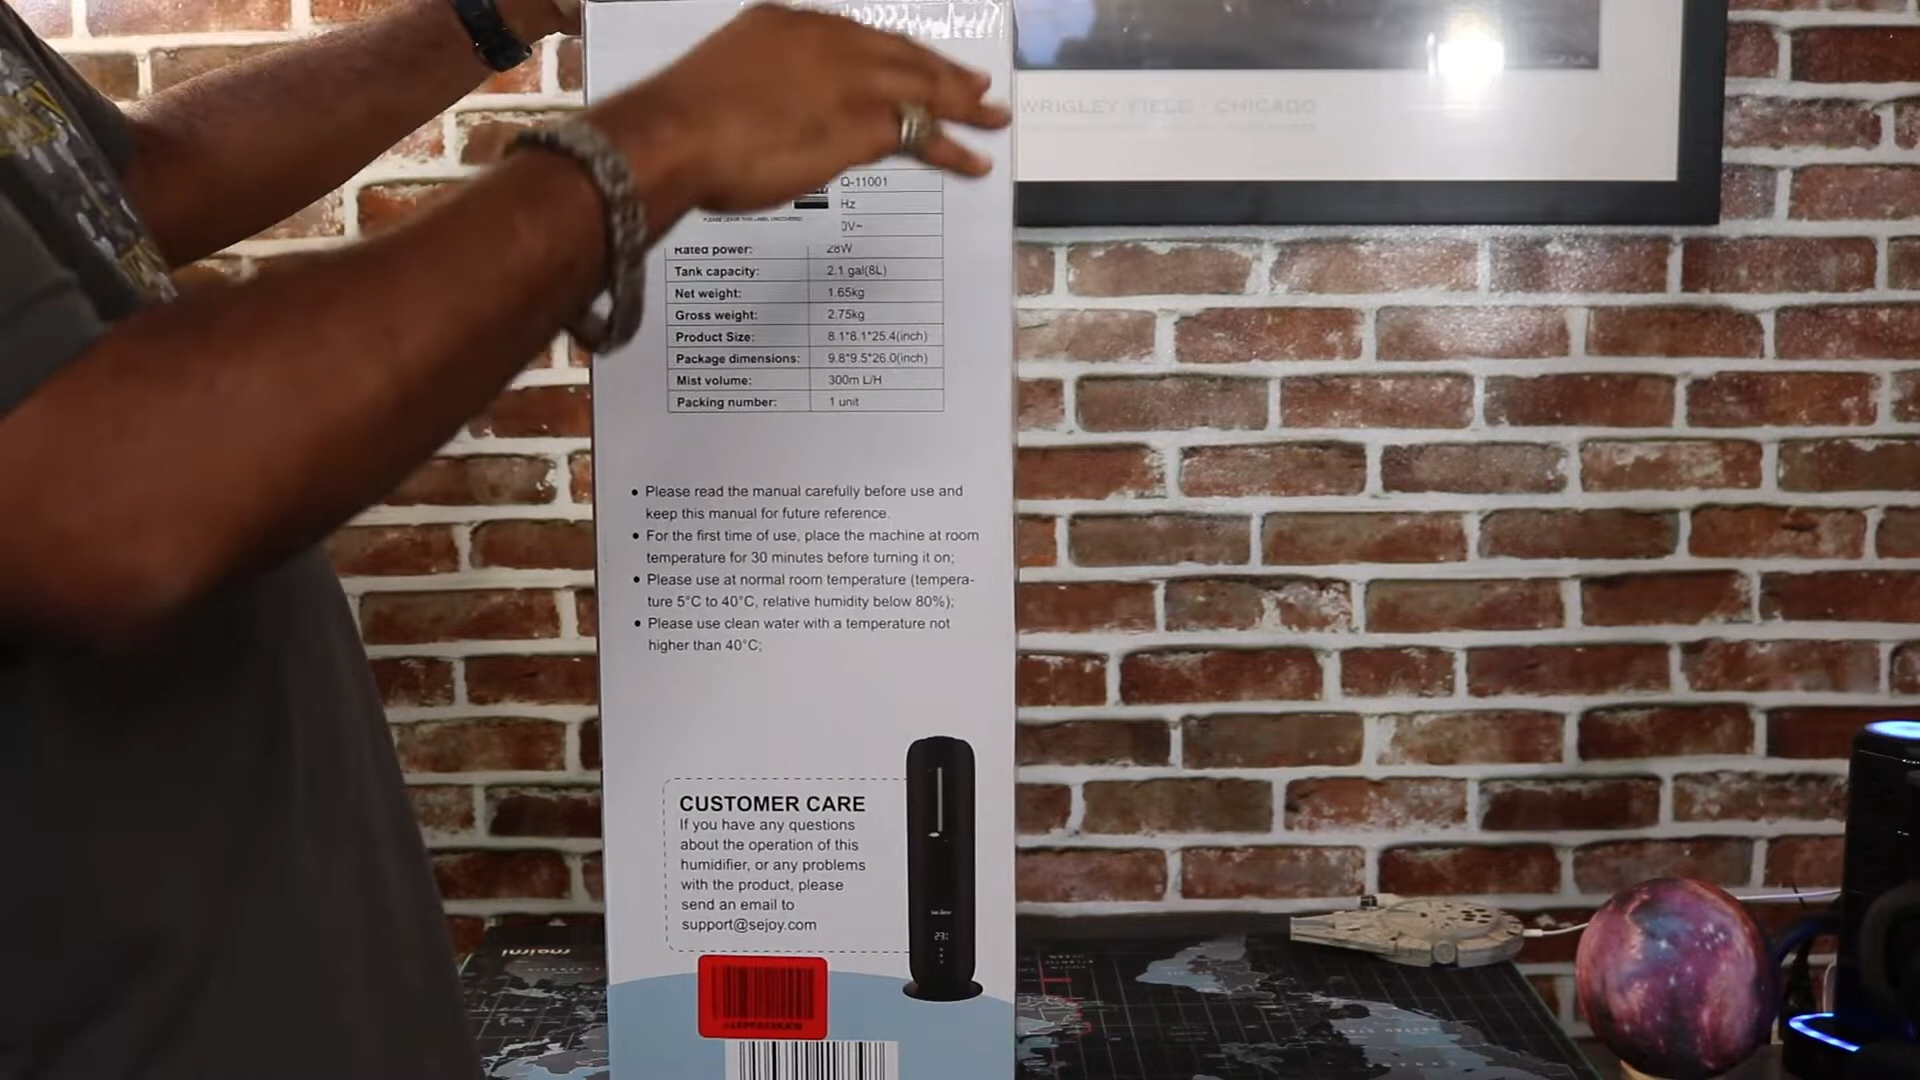 WRIGLEY FIELD - CHICAGO
Q-11001
Hz
0V~
PLEASE LEAVE THIS LABEL UNCOVERED
Rated power: 28W
Tank capacity: 2.1 gal(8L)
Net weight: 1.65kg
Gross weight: 2.75kg
Product Size: 8.1*8.1*25.4(inch)
Package dimensions: 9.8*9.5*26.0(inch)
Mist volume: 300m L/H
Packing number: 1 unit
• Please read the manual carefully before use and
keep this manual for future reference.
• For the first time of use, place the machine at room
temperature for 30 minutes before turning it on;
• Please use at normal room temperature (tempera-
ture 5°C to 40°C, relative humidity below 80%);
• Please use clean water with a temperature not
higher than 40°C;
CUSTOMER CARE
If you have any questions
about the operation of this
humidifier, or any problems
with the product, please
send an email to
support@sejoy.com